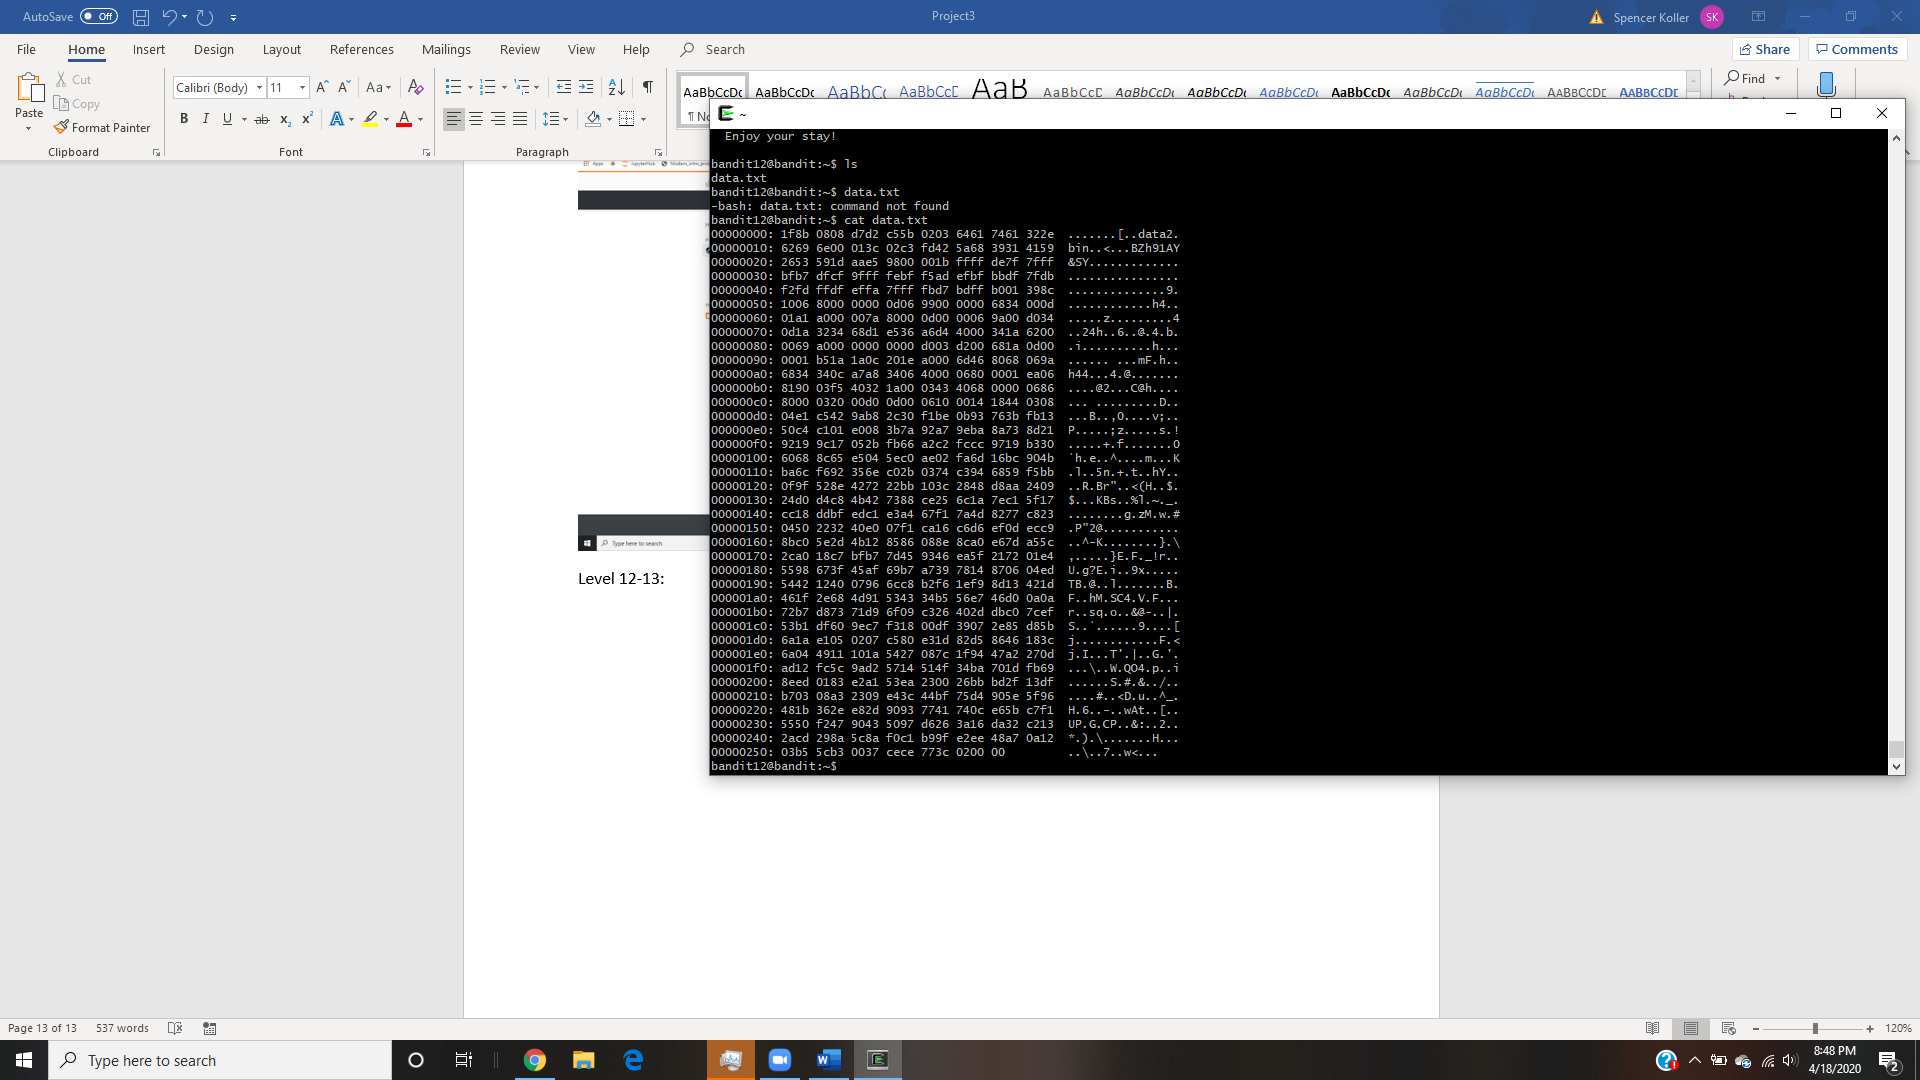 AutoSave Off
Project3
Spencer Koller SK
File Home Insert Design Layout References Mailings Review View Help Search
Share Comments
Paste
Cut
Copy
Format Painter
Calibri (Body) 11
Clipboard
Font
Paragraph
AaBbCcDc AaBbCcDc AaBbCc AaBbCcD AaB AaBbCcD AaBbCcDc AaBbCcDc AaBbCcDc AaBbCcDc AaBbCcDc AaBbCcDc AABBCCDE AABBCCDE
Find
~
Enjoy your stay!
bandit12@bandit:~$ ls
data.txt
bandit12@bandit:~$ data.txt
-bash: data.txt: command not found
bandit12@bandit:~$ cat data.txt
00000000: 1f8b 0808 d7d2 c55b 0203 6461 7461 322e  .......[..data2.
00000010: 6269 6e00 013c 02c3 fd42 5a68 3931 4159  bin..<...BZh91AY
00000020: 2653 591d aae5 9800 001b ffff de7f 7fff  &SY.............
00000030: bfb7 dfcf 9fff febf f5ad efbf bbdf 7fdb  ................
00000040: f2fd ffdf effa 7fff fbd7 bdff b001 398c  ..............9.
00000050: 1006 8000 0000 0d06 9900 0000 6834 000d  ............h4..
00000060: 01a1 a000 007a 8000 0d00 0006 9a00 d034  .....z.........4
00000070: 0d1a 3234 68d1 e536 a6d4 4000 341a 6200  ..24h..6..@.4.b.
00000080: 0069 a000 0000 0000 d003 d200 681a 0d00  .i..........h...
00000090: 0001 b51a 1a0c 201e a000 6d46 8068 069a  ...... ...mF.h..
000000a0: 6834 340c a7a8 3406 4000 0680 0001 ea06  h44...4.@.......
000000b0: 8190 03f5 4032 1a00 0343 4068 0000 0686  ....@2...C@h....
000000c0: 8000 0320 00d0 0d00 0610 0014 1844 0308  ... .........D..
000000d0: 04e1 c542 9ab8 2c30 f1be 0b93 763b fb13  ...B..,0....v;..
000000e0: 50c4 c101 e008 3b7a 92a7 9eba 8a73 8d21  P.....;z.....s.!
000000f0: 9219 9c17 052b fb66 a2c2 fccc 9719 b330  .....+.f.......0
00000100: 6068 8c65 e504 5ec0 ae02 fa6d 16bc 904b  `h.e..^....m...K
00000110: ba6c f692 356e c02b 0374 c394 6859 f5bb  .l..5n.+.t..hY..
00000120: 0f9f 528e 4272 22bb 103c 2848 d8aa 2409  ..R.Br"..<(H..$.
00000130: 24d0 d4c8 4b42 7388 ce25 6c1a 7ec1 5f17  $...KBs..%l.~._.
00000140: cc18 ddbf edc1 e3a4 67f1 7a4d 8277 c823  ........g.zM.w.#
00000150: 0450 2232 40e0 07f1 ca16 c6d6 ef0d ecc9  .P"2@...........
00000160: 8bc0 5e2d 4b12 8586 088e 8ca0 e67d a55c  ..^-K........}.\
00000170: 2ca0 18c7 bfb7 7d45 9346 ea5f 2172 01e4  ,.....}E.F._!r..
00000180: 5598 673f 45af 69b7 a739 7814 8706 04ed  U.g?E.i..9x.....
00000190: 5442 1240 0796 6cc8 b2f6 1ef9 8d13 421d  TB.@..l.......B.
000001a0: 461f 2e68 4d91 5343 34b5 56e7 46d0 0a0a  F..hM.SC4.V.F...
000001b0: 72b7 d873 71d9 6f09 c326 402d dbc0 7cef  r..sq.o..&@-..|.
000001c0: 53b1 df60 9ec7 f318 00df 3907 2e85 d85b  S..`......9....[
000001d0: 6a1a e105 0207 c580 e31d 82d5 8646 183c  j............F.<
000001e0: 6a04 4911 101a 5427 087c 1f94 47a2 270d  j.I...T'.|..G.'.
000001f0: ad12 fc5c 9ad2 5714 514f 34ba 701d fb69  ...\..W.QO4.p..i
00000200: 8eed 0183 e2a1 53ea 2300 26bb bd2f 13df  ......S.#.&../..
00000210: b703 08a3 2309 e43c 44bf 75d4 905e 5f96  ....#..<D.u..^_.
00000220: 481b 362e e82d 9093 7741 740c e65b c7f1  H.6..-..wAt..[..
00000230: 5550 f247 9043 5097 d626 3a16 da32 c213  UP.G.CP..&:..2..
00000240: 2acd 298a 5c8a f0c1 b99f e2ee 48a7 0a12  *.).\.......H...
00000250: 03b5 5cb3 0037 cece 773c 0200 00         ..\..7..w<...
bandit12@bandit:~$
Type here to search
Level 12-13:
Page 13 of 13 537 words
120%
Type here to search
8:48 PM
4/18/2020
2